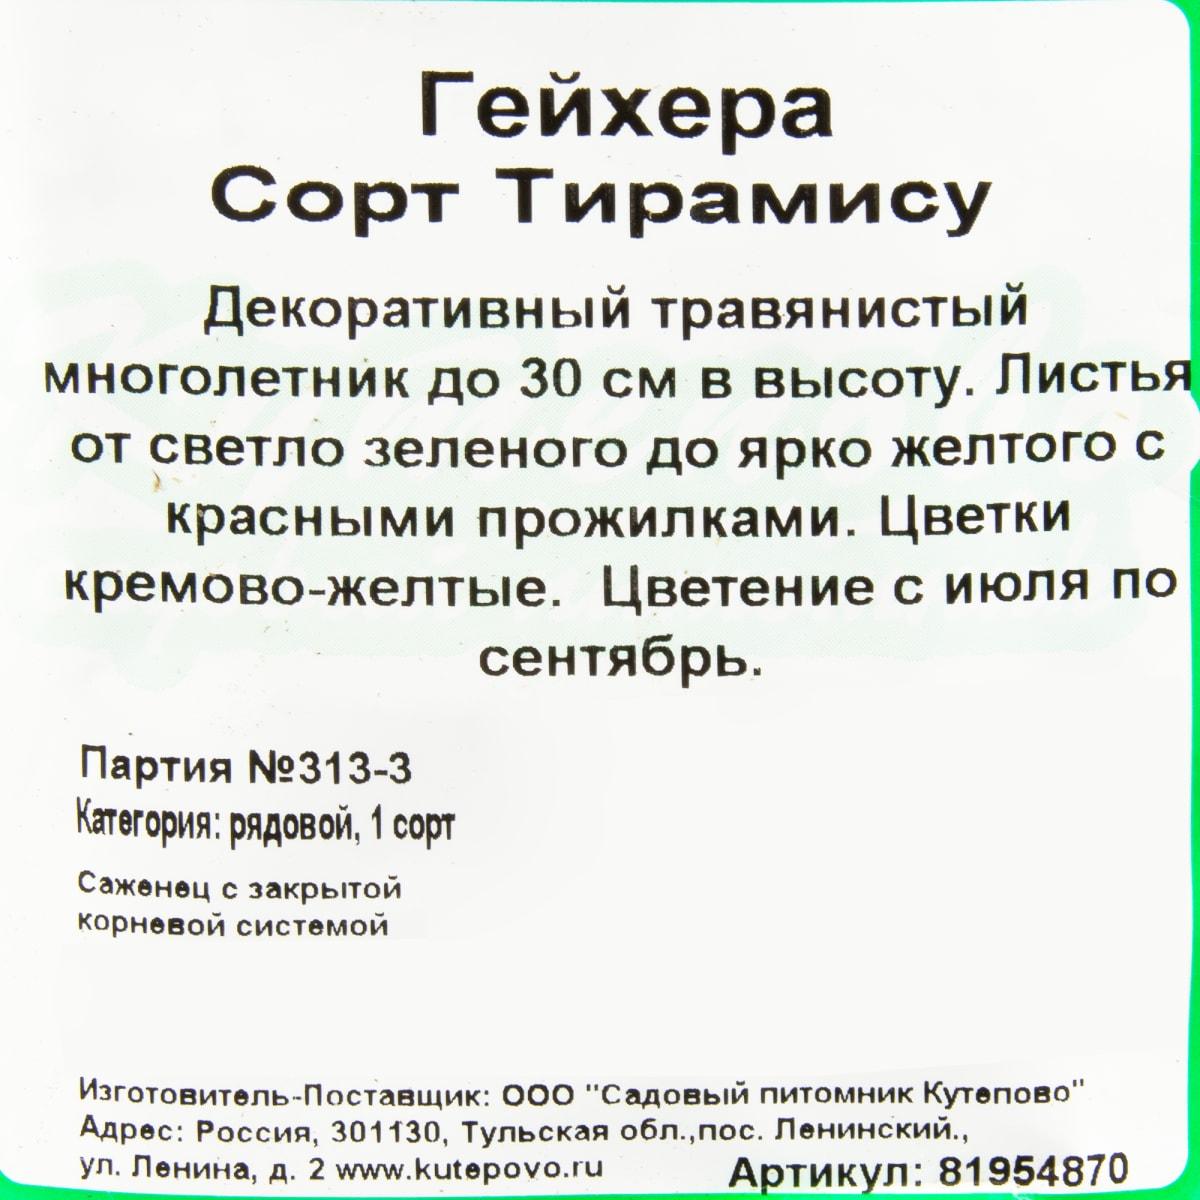 Гейхера
Сорт Тирамису
Декоративный травянистый
многолетник до 30 см в высоту. Листья
от светло зеленого до ярко желтого с
красными прожилками. Цветки
кремово-желтые. Цветение с июля по
сентябрь.
Партия №313-3
Категория: рядовой, 1 сорт
Саженец с закрытой
корневой системой
Изготовитель-Поставщик: ООО "Садовый питомник Кутепово"
Адрес: Россия, 301130, Тульская обл.,пос. Ленинский.,
ул. Ленина, д. 2 www.kutepovo.ru
Артикул: 81954870